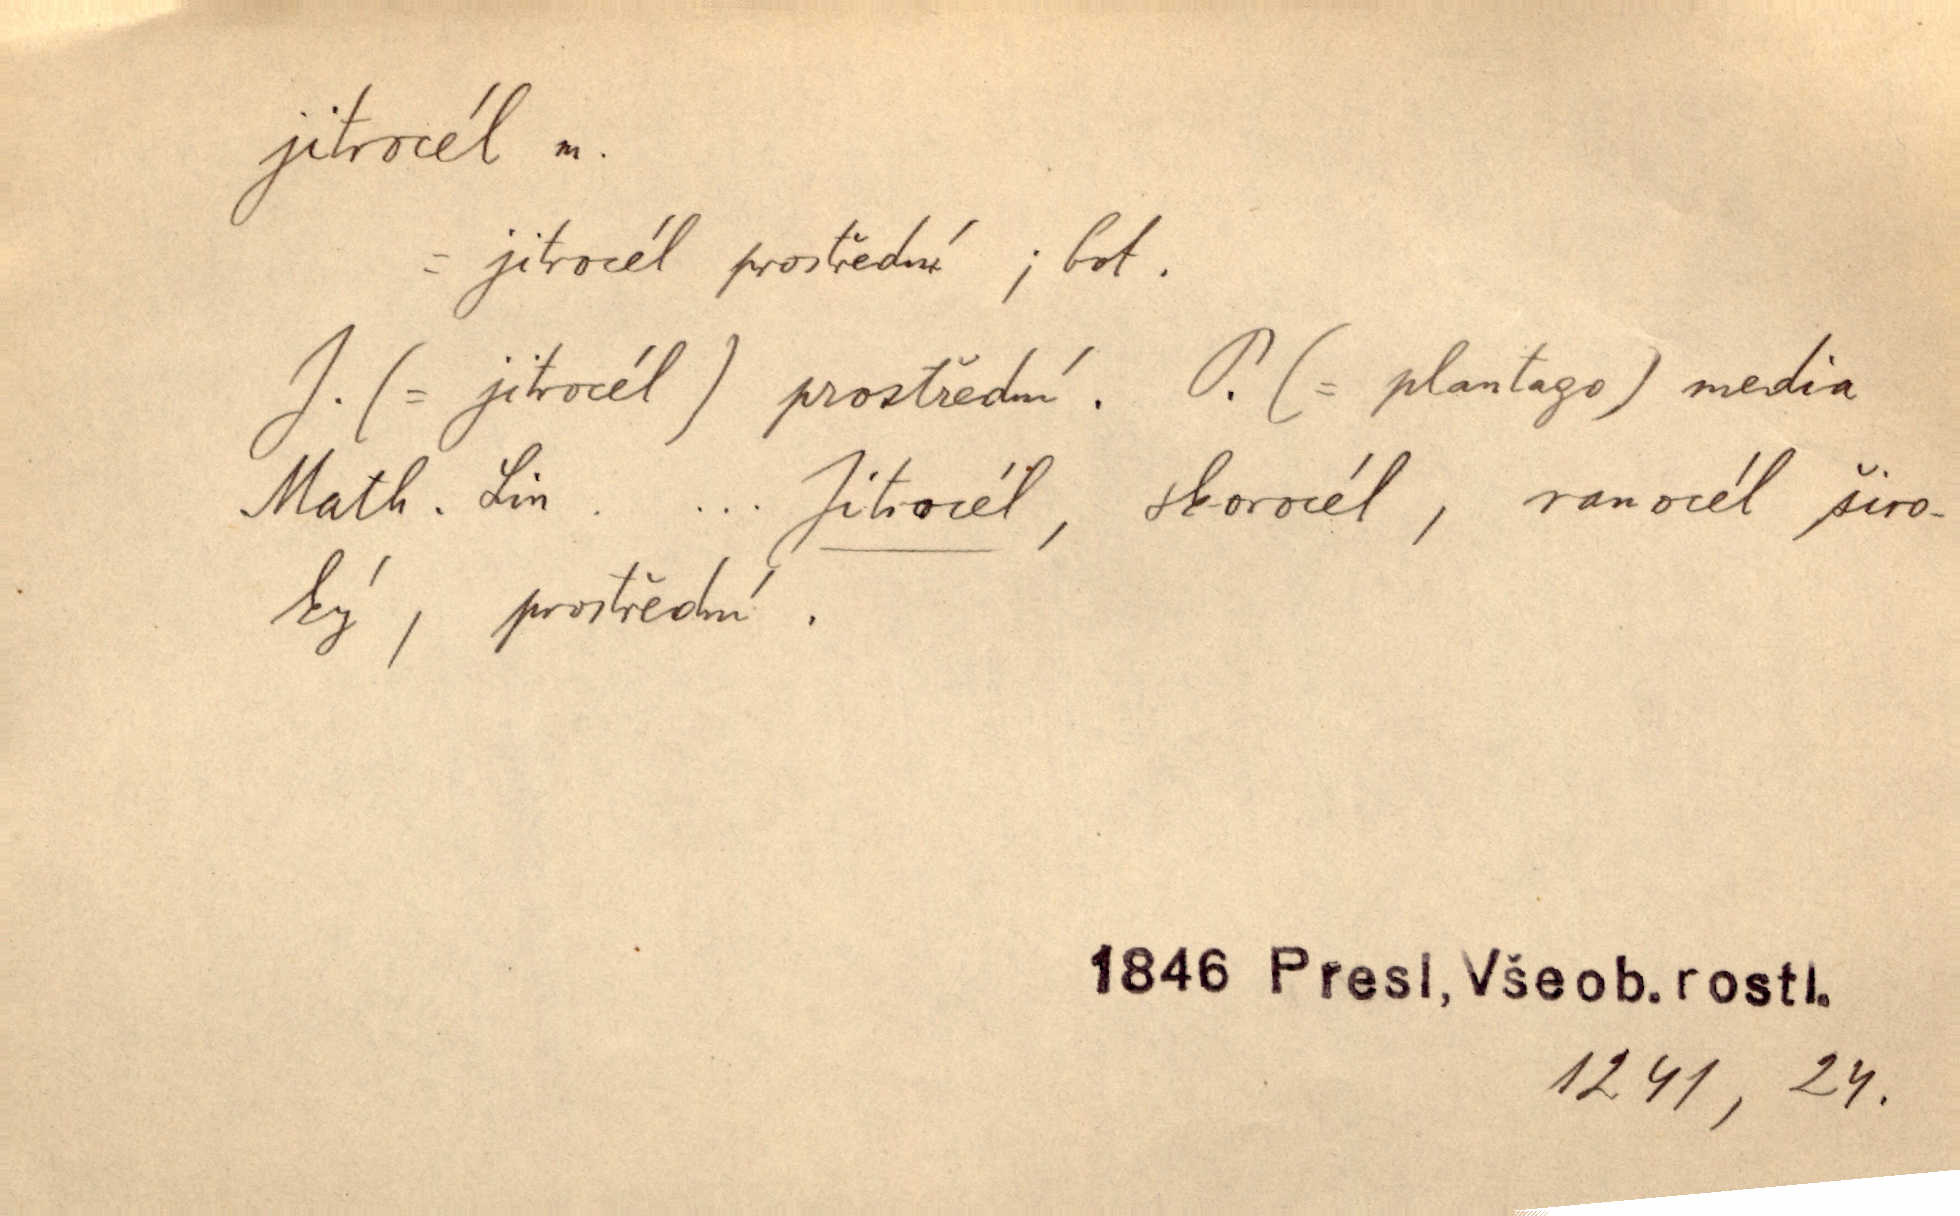 jitrocél m.
= jitrocél prostřední ; bot.
J. (= jitrocél) prostřední. P. (= plantago) media
Math. Lin. ... Jitrocél, skorocél, ranocél širo-
ký, prostřední.
1846 Presl, Všeob. rostl.
1241, 24.